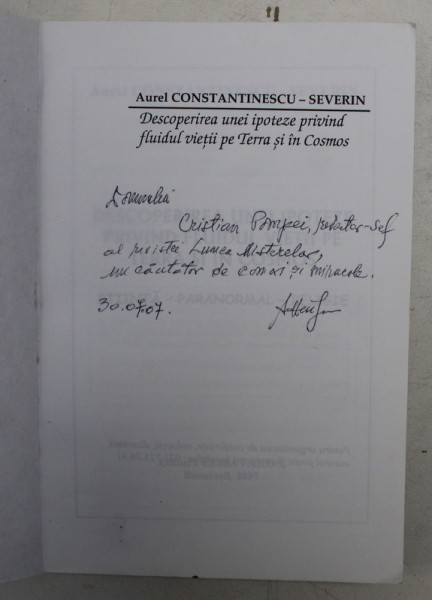 Aurel CONSTANTINESCU – SEVERIN
Descoperirea unei ipoteze privind
fluidul vieții pe Terra și în Cosmos
Domnului
Cristian Pompei, redactor-șef
al revistei Lumea Misterelor,
un căutător de comori și miracole.
30.07.07.